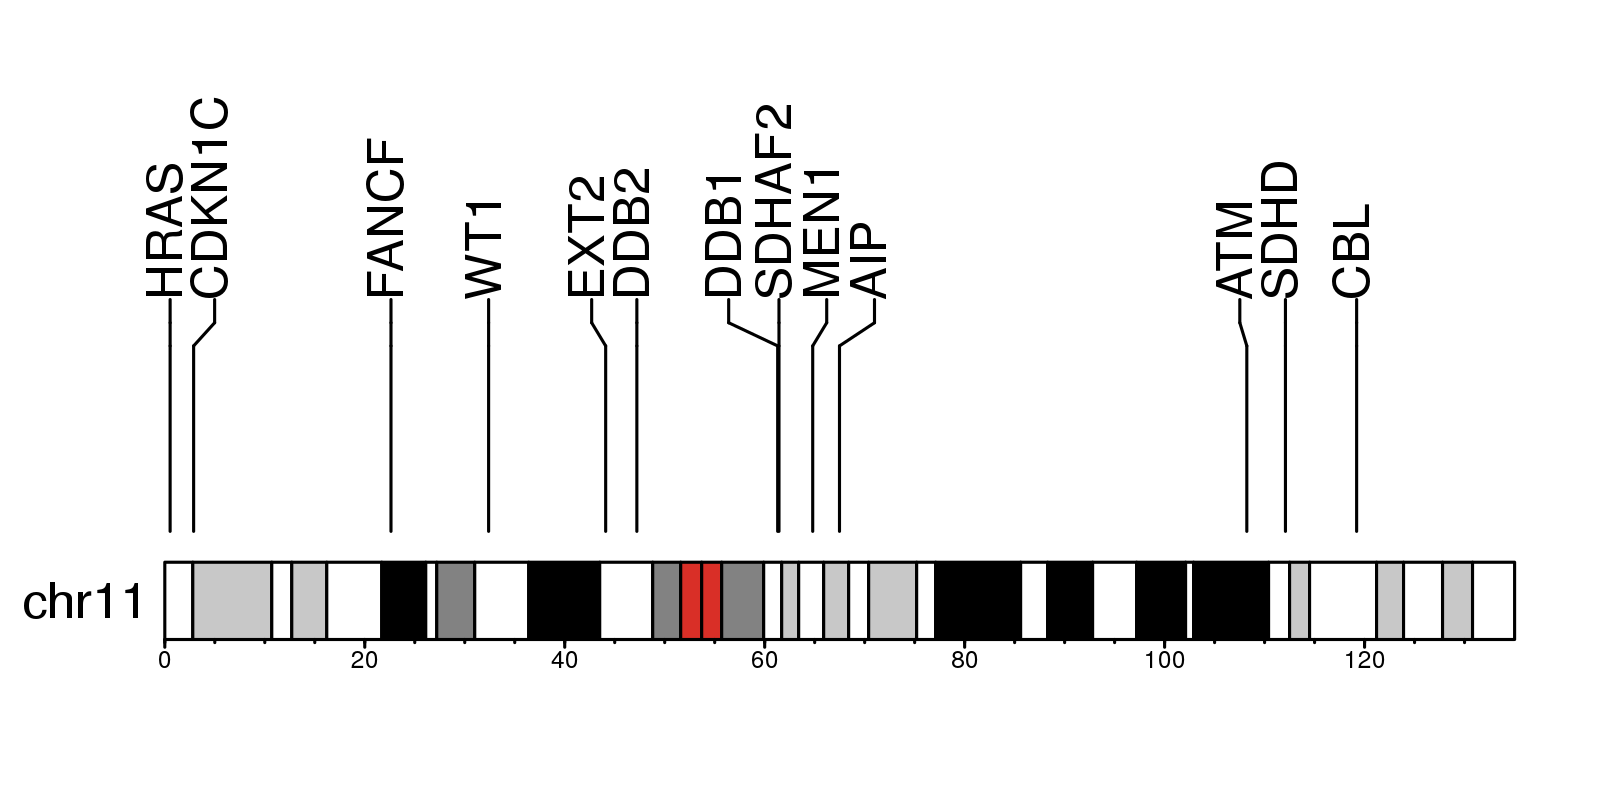 HRAS
CDKN1C
FANCF
WT1
EXT2
DDB2
DDB1
SDHAF2
MEN1
AIP
ATM
SDHD
CBL
chr11
0 20 40 60 80 100 120